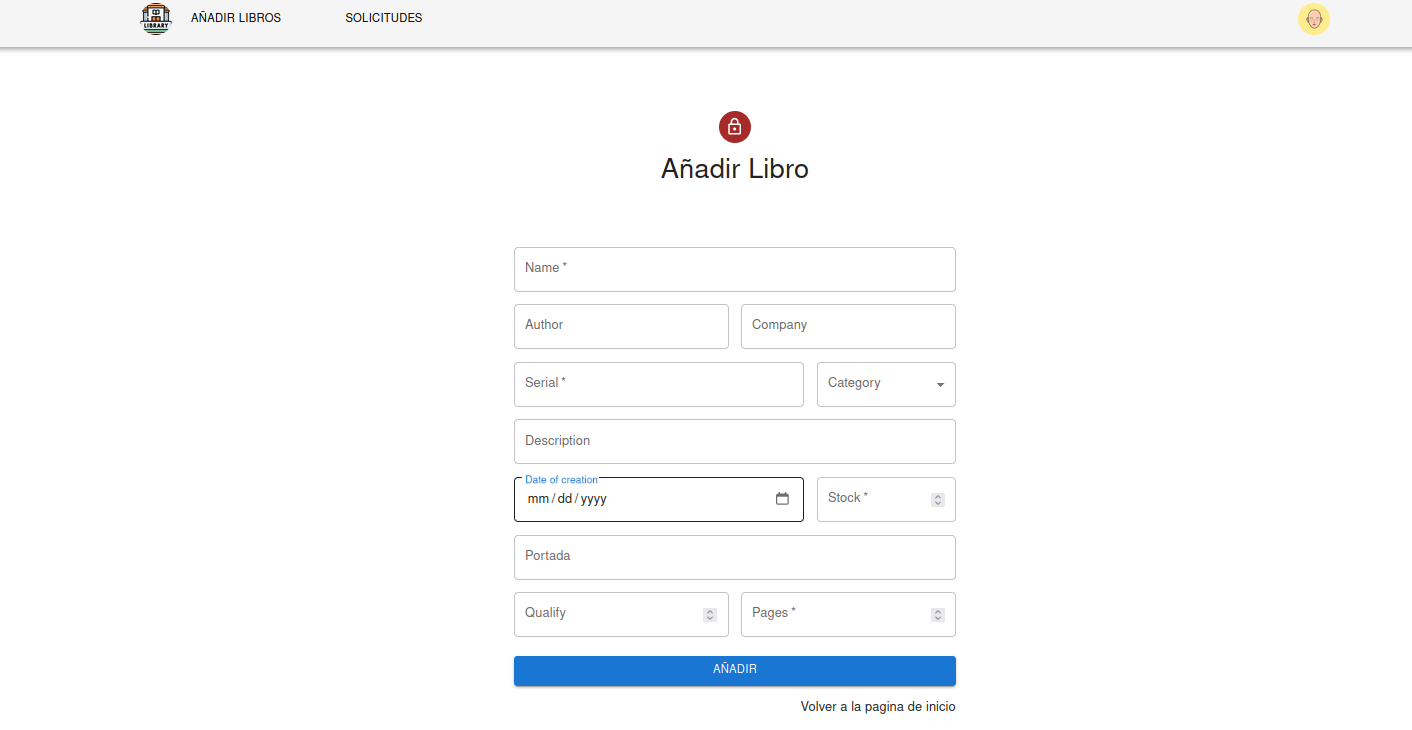 LIBRARY
AÑADIR LIBROS SOLICITUDES
Añadir Libro
Name *
Author Company
Serial * Category
Description
Date of creation
mm/dd/yyyy Stock *
Portada
Qualify Pages *
AÑADIR
Volver a la pagina de inicio